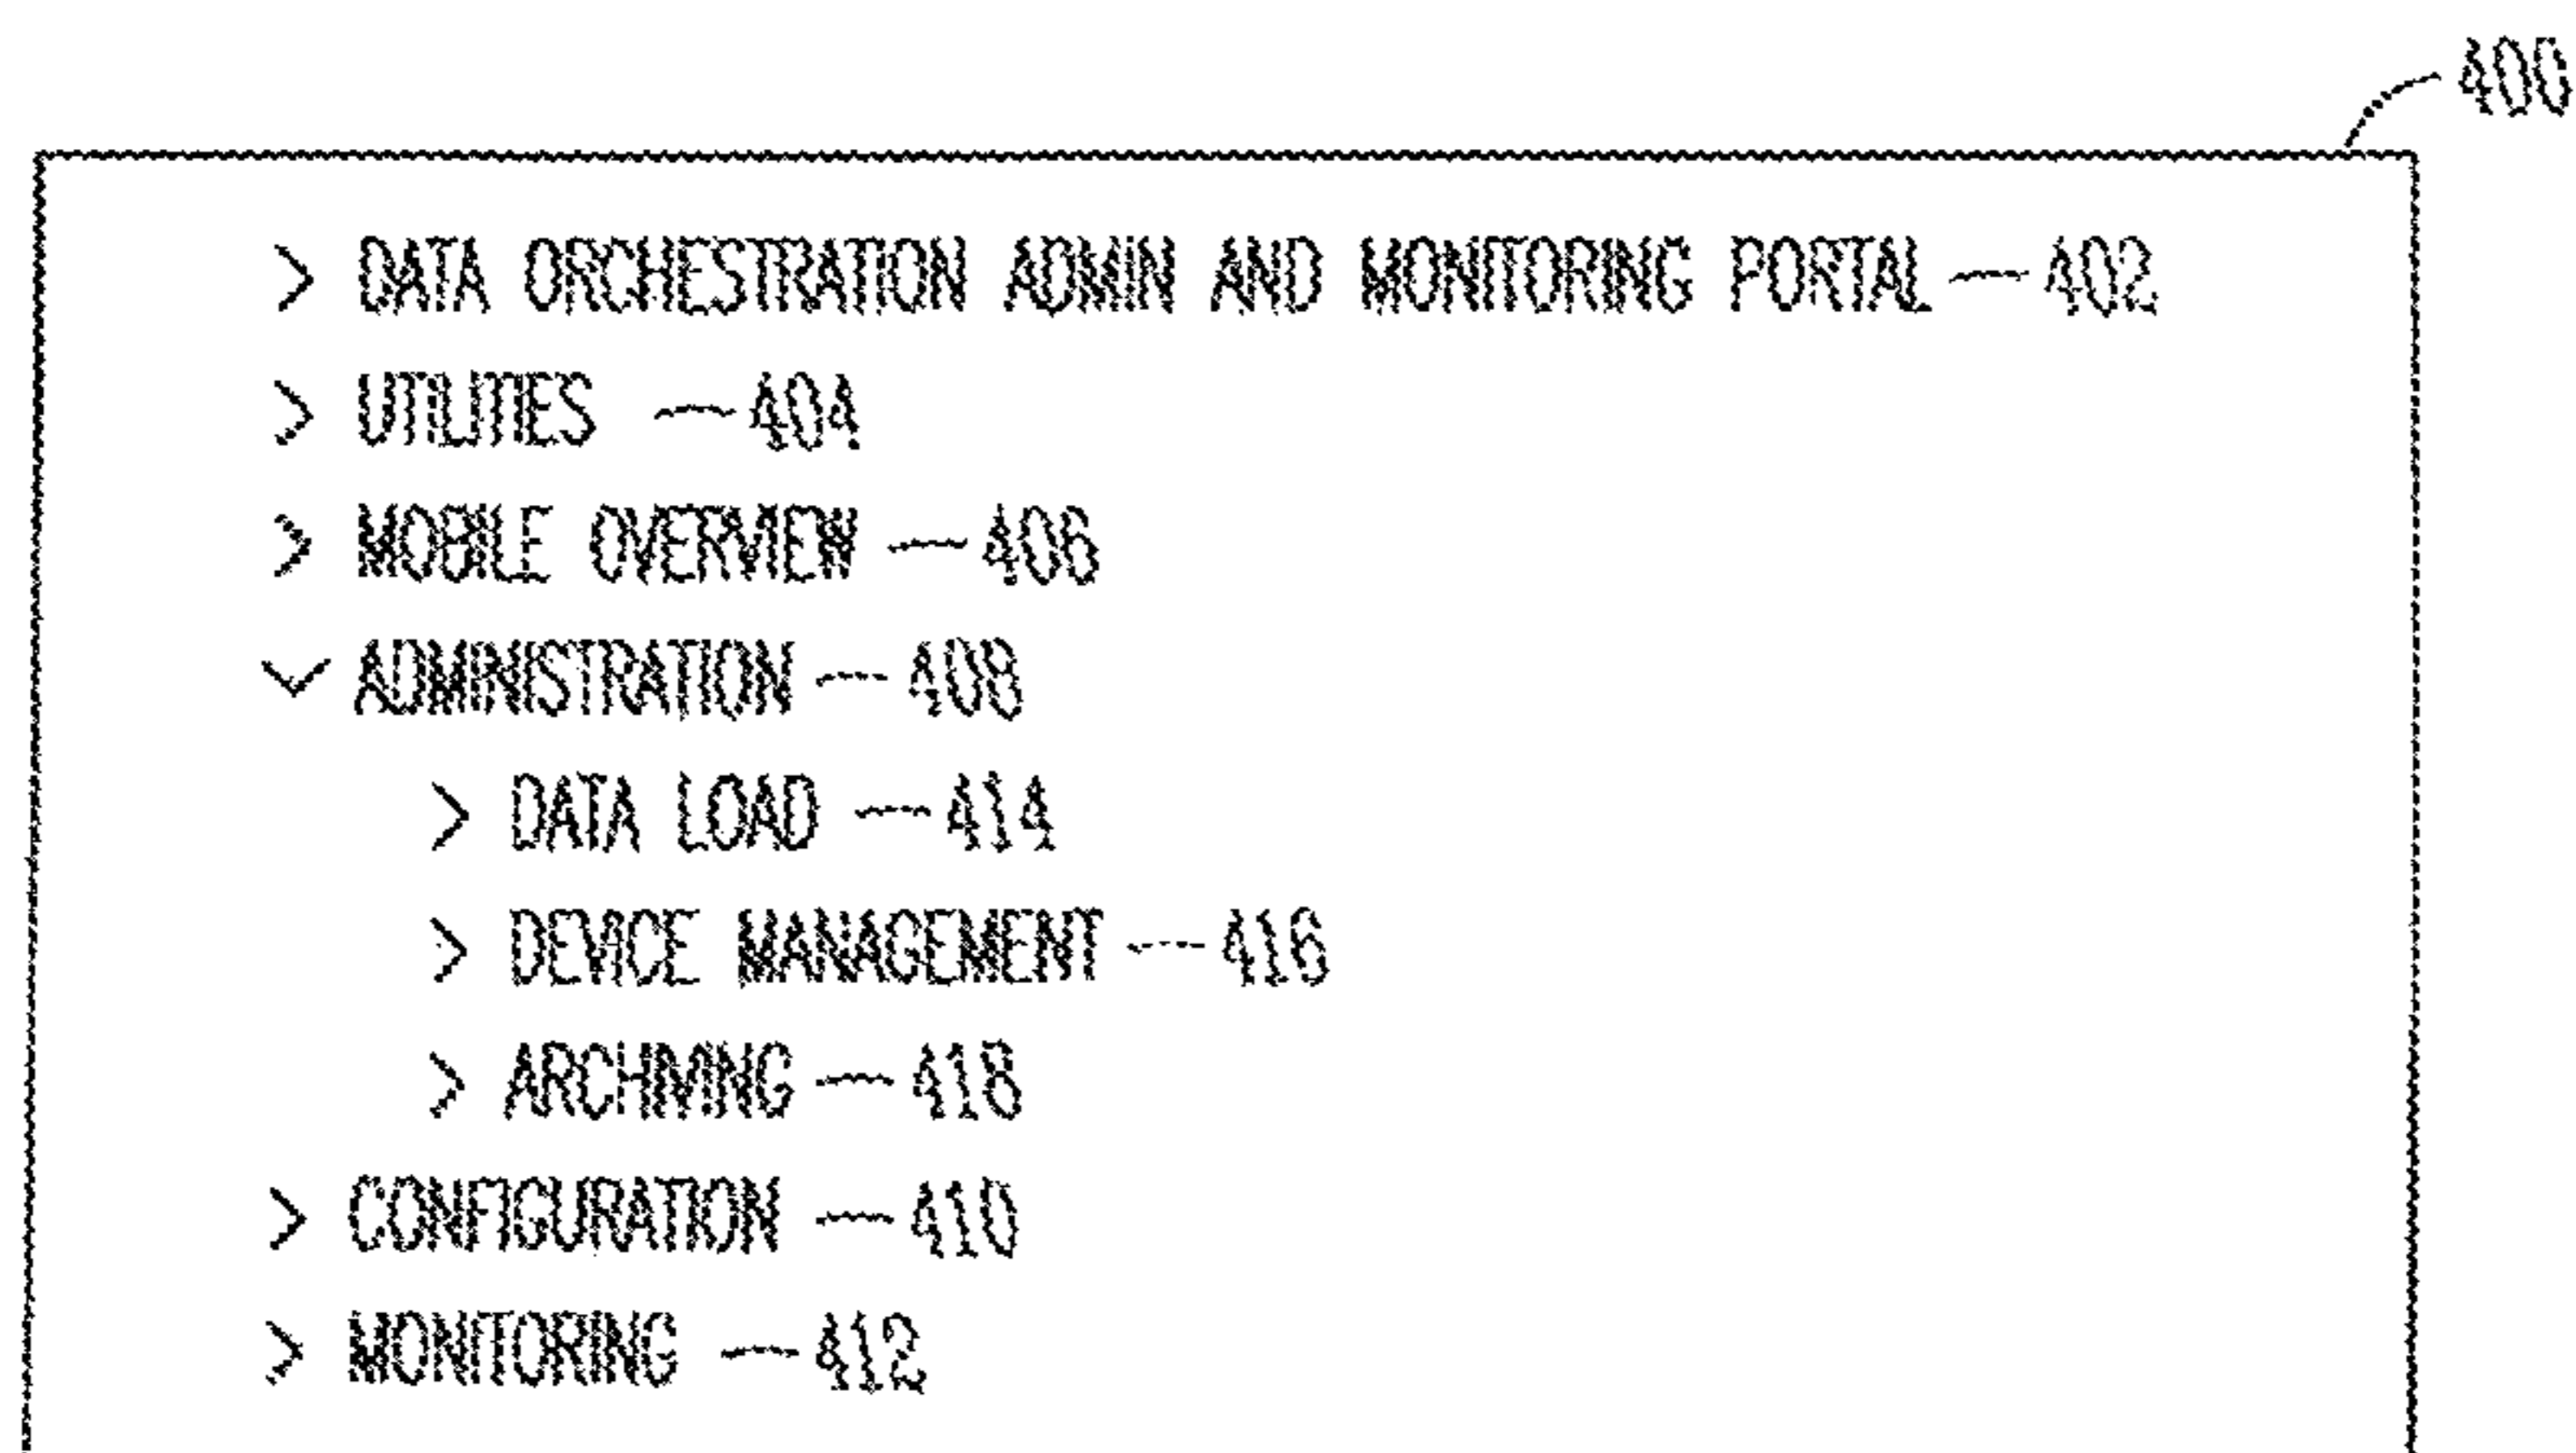 400
> DATA ORCHESTRATION ADMIN AND MONITORING PORTAL — 402
> UTILITIES — 404
> MOBILE OVERVIEW — 406
∨ ADMINISTRATION — 408
> DATA LOAD — 414
> DEVICE MANAGEMENT — 416
> ARCHIVING — 418
> CONFIGURATION — 410
> MONITORING — 412